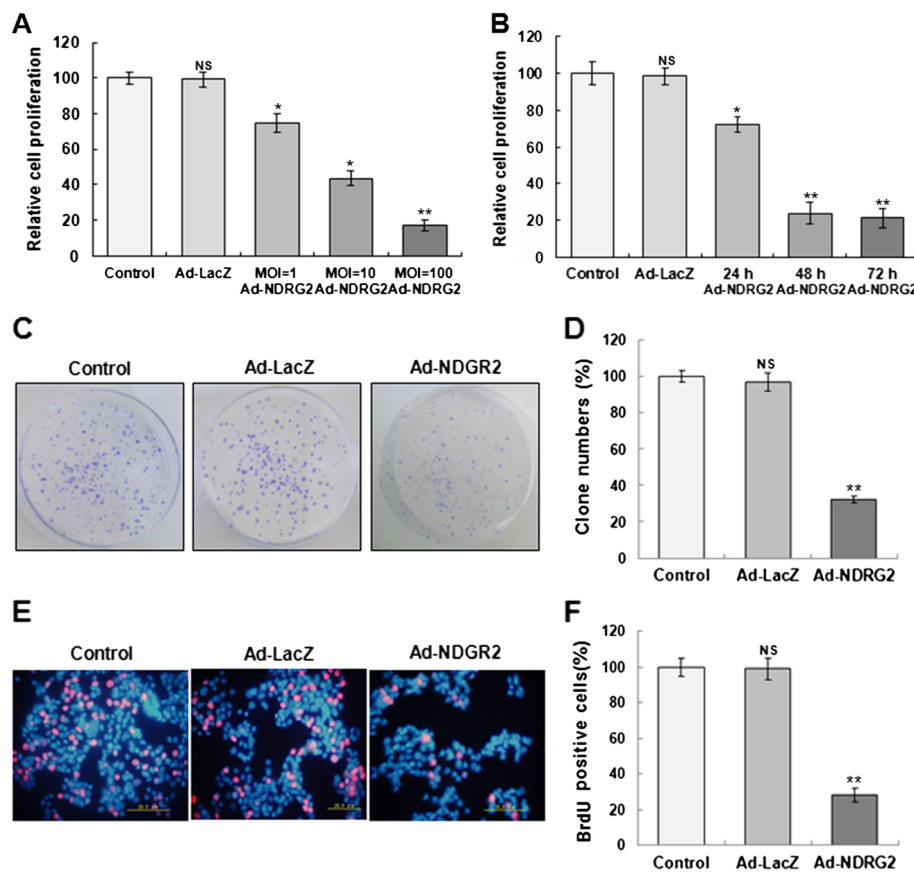 A
Relative cell proliferation
120
100
80
60
40
20
0
NS
*
*
**
Control Ad-LacZ MOI=1 MOI=10 MOI=100
Ad-NDRG2 Ad-NDRG2 Ad-NDRG2
B
Relative cell proliferation
120
100
80
60
40
20
0
NS
*
**
**
Control Ad-LacZ 24 h 48 h 72 h
Ad-NDRG2 Ad-NDRG2 Ad-NDRG2
C
Control Ad-LacZ Ad-NDGR2
D
Clone numbers (%)
120
100
80
60
40
20
0
NS
**
Control Ad-LacZ Ad-NDRG2
E
Control Ad-LacZ Ad-NDGR2
F
BrdU positive cells(%)
120
100
80
60
40
20
0
NS
**
Control Ad-LacZ Ad-NDRG2